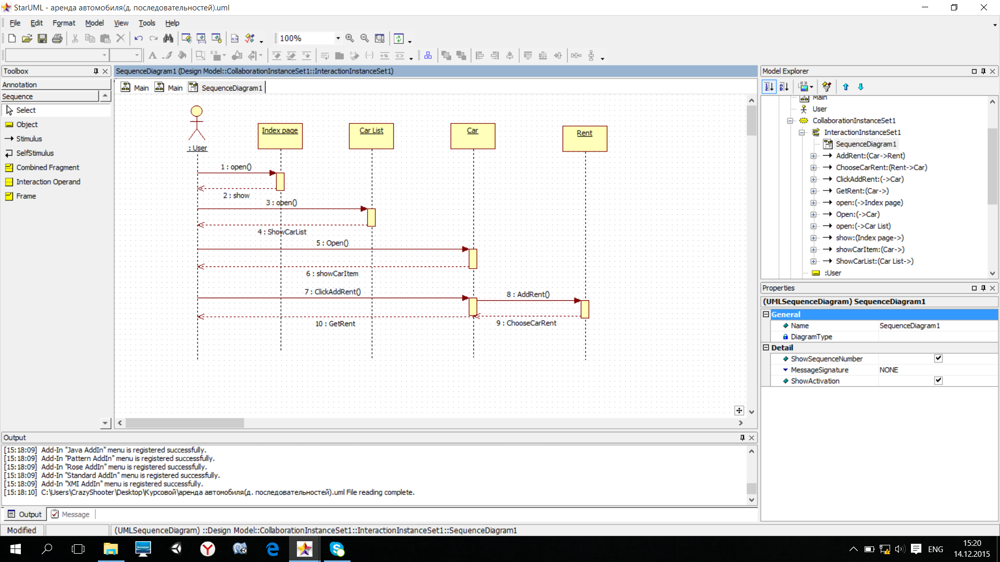 StarUML - аренда автомобиля(д. последовательностей).uml
File Edit Format Model View Tools Help
100%
Toolbox
Annotation
Sequence
Select
Object
Stimulus
SelfStimulus
Combined Fragment
Interaction Operand
Frame
SequenceDiagram1 (Design Model::CollaborationInstanceSet1::InteractionInstanceSet1)
Main Main SequenceDiagram1
: User
Index page
Car List
Car
Rent
1 : open()
2 : show
3 : open()
4 : ShowCarList
5 : Open()
6 : showCarItem
7 : ClickAddRent()
8 : AddRent()
9 : ChooseCarRent
10 : GetRent
Model Explorer
Main
User
CollaborationInstanceSet1
InteractionInstanceSet1
SequenceDiagram1
AddRent:(Car->Rent)
ChooseCarRent:(Rent->Car)
ClickAddRent:(->Car)
GetRent:(Car->)
open:(->Index page)
Open:(->Car)
open:(->Car List)
show:(Index page->)
showCarItem:(Car->)
ShowCarList:(Car List->)
:User
Properties
(UMLSequenceDiagram) SequenceDiagram1
General
Name SequenceDiagram1
DiagramType
Detail
ShowSequenceNumber
MessageSignature NONE
ShowActivation
Output
[15:18:09] Add-In "Java AddIn" menu is registered successfully.
[15:18:09] Add-In "Pattern AddIn" menu is registered successfully.
[15:18:09] Add-In "Rose AddIn" menu is registered successfully.
[15:18:09] Add-In "Standard AddIn" menu is registered successfully.
[15:18:09] Add-In "XMI AddIn" menu is registered successfully.
[15:18:10] C:\Users\CrazyShooter\Desktop\Курсовой\аренда автомобиля(д. последовательностей).uml File reading complete.
Output Message
Modified
(UMLSequenceDiagram) ::Design Model::CollaborationInstanceSet1::InteractionInstanceSet1::SequenceDiagram1
ENG
15:20
14.12.2015